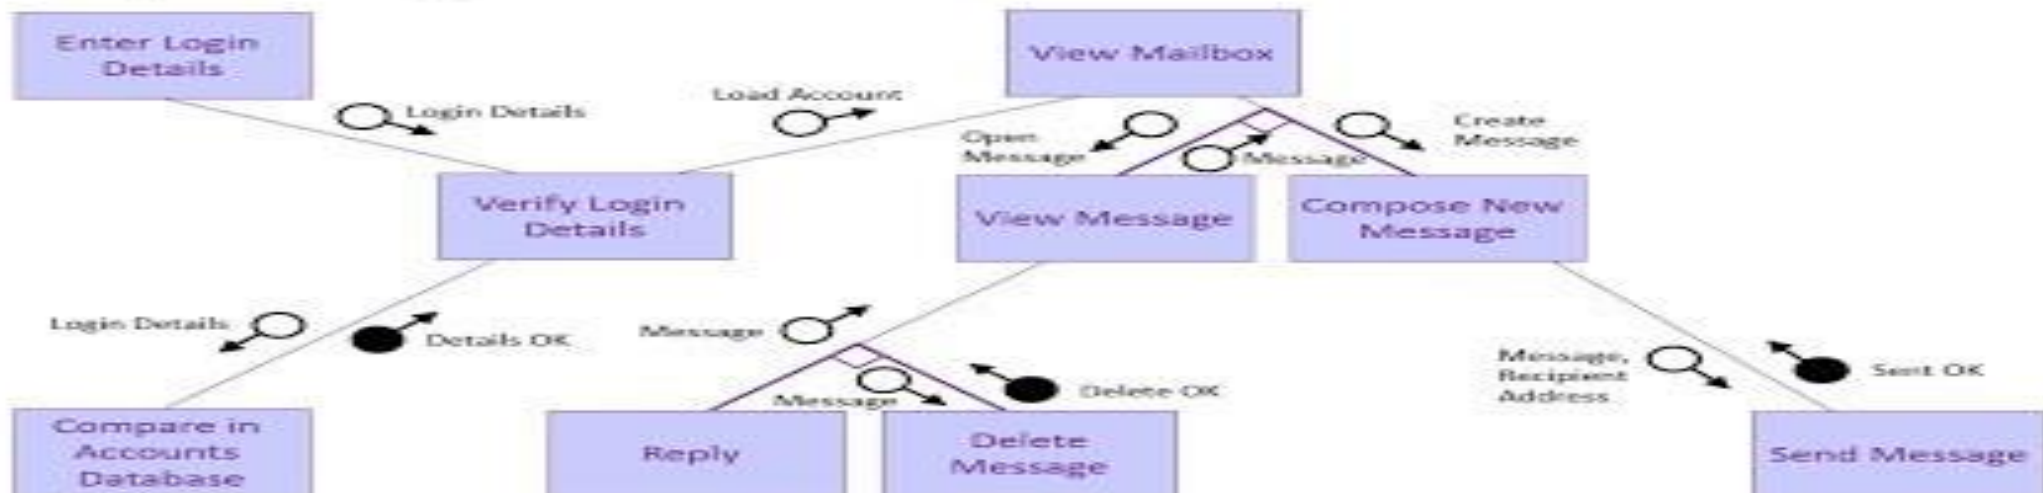 Enter Login
Details
View Mailbox
Login Details
Load Account
Open
Message
Message
Create
Message
Verify Login
Details
View Message
Compose New
Message
Login Details
Details OK
Message
Message
Delete OK
Message,
Recipient
Address
Sent OK
Compare in
Accounts
Database
Reply
Delete
Message
Send Message